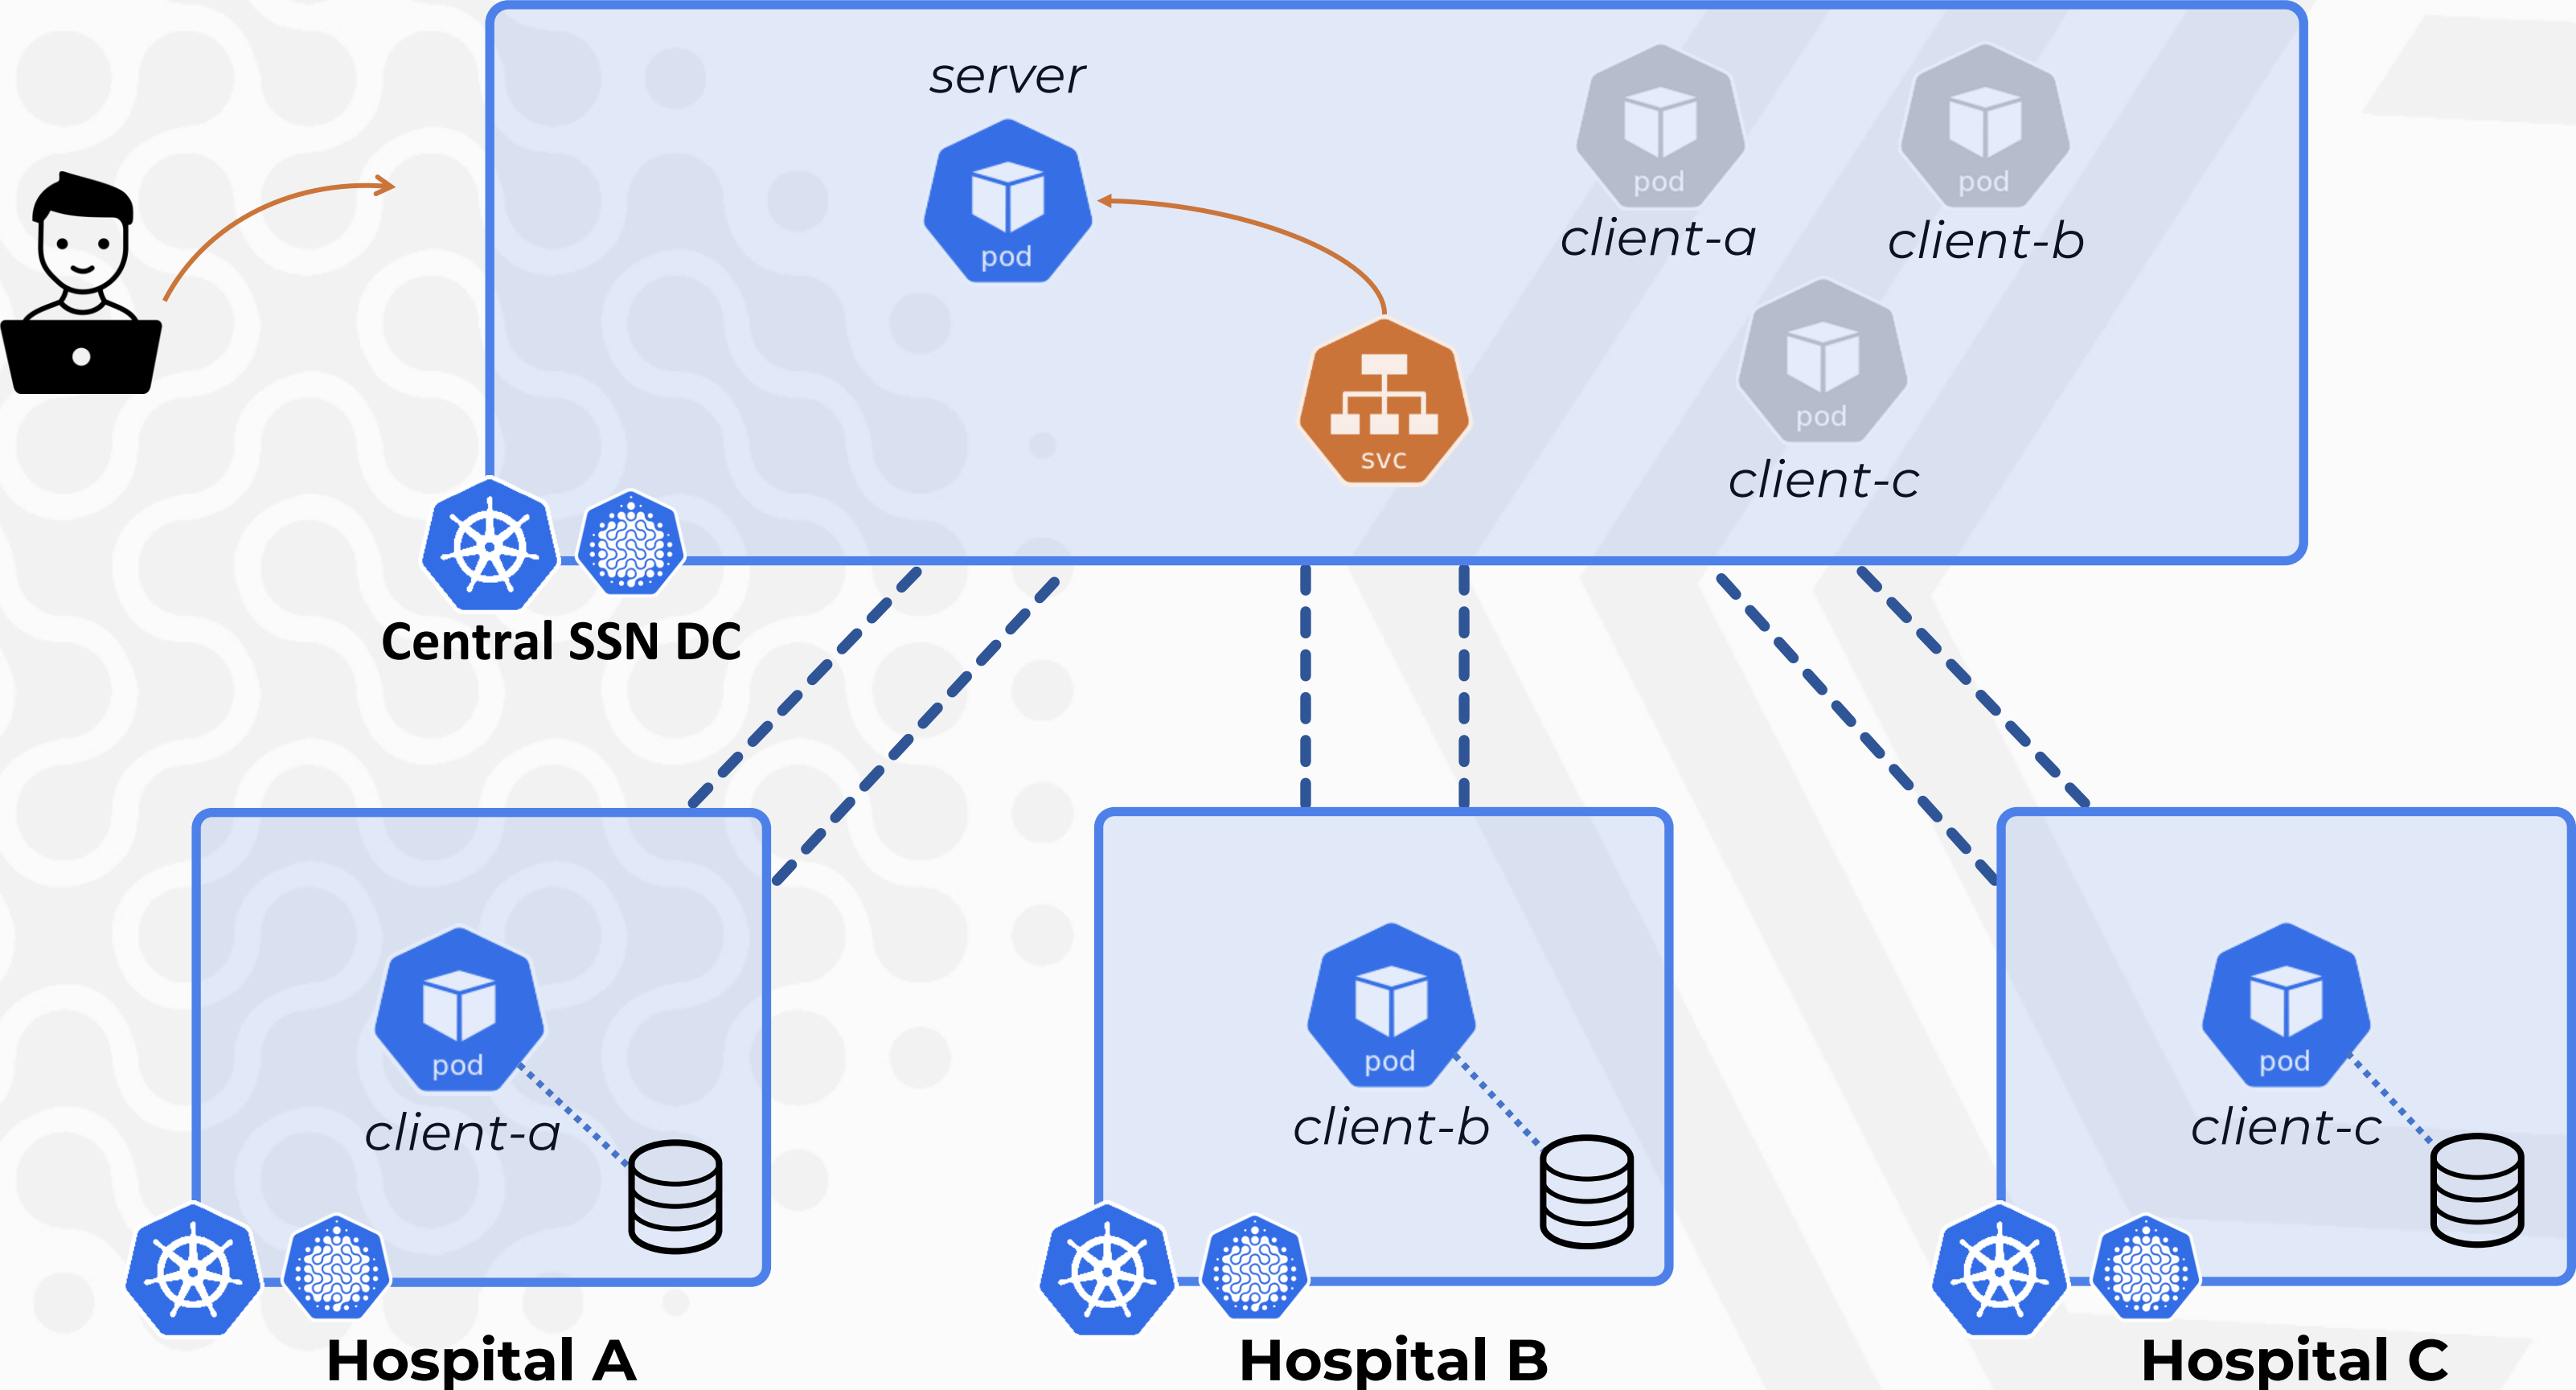 server
pod
pod
client-a
pod
client-b
svc
pod
client-c
Central SSN DC
pod
client-a
Hospital A
pod
client-b
Hospital B
pod
client-c
Hospital C